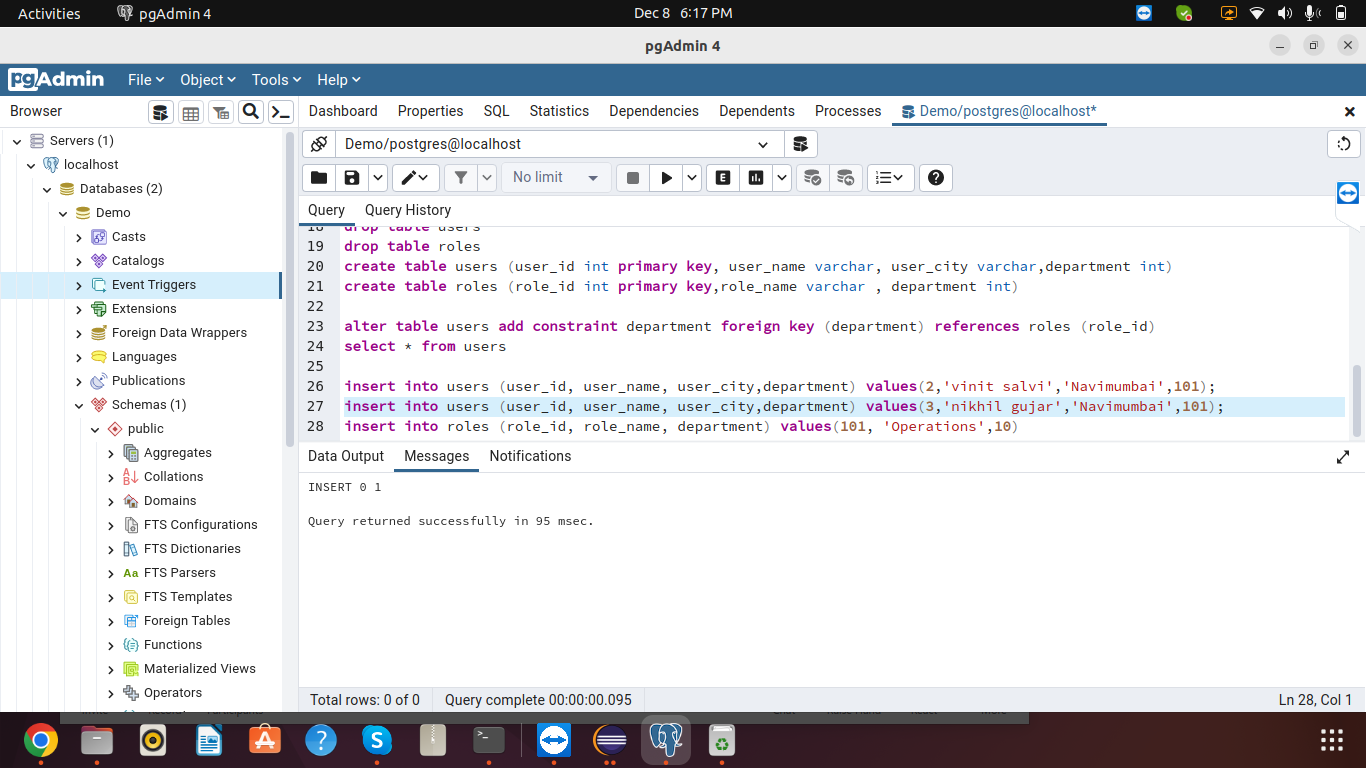 Activities
pgAdmin 4
Dec 8 6:17 PM
pgAdmin 4
pgAdmin
File
Object
Tools
Help
Browser
Dashboard
Properties
SQL
Statistics
Dependencies
Dependents
Processes
Demo/postgres@localhost*
Servers (1)
localhost
Databases (2)
Demo
Casts
Catalogs
Event Triggers
Extensions
Foreign Data Wrappers
Languages
Publications
Schemas (1)
public
Aggregates
Collations
Domains
FTS Configurations
FTS Dictionaries
Aa FTS Parsers
FTS Templates
Foreign Tables
Functions
Materialized Views
Operators
Demo/postgres@localhost
No limit
E
Query
Query History
18 drop table users
19 drop table roles
20 create table users (user_id int primary key, user_name varchar, user_city varchar,department int)
21 create table roles (role_id int primary key,role_name varchar , department int)
22
23 alter table users add constraint department foreign key (department) references roles (role_id)
24 select * from users
25
26 insert into users (user_id, user_name, user_city,department) values(2,'vinit salvi','Navimumbai',101);
27 insert into users (user_id, user_name, user_city,department) values(3,'nikhil gujar','Navimumbai',101);
28 insert into roles (role_id, role_name, department) values(101, 'Operations',10)
Data Output
Messages
Notifications
INSERT 0 1
Query returned successfully in 95 msec.
Total rows: 0 of 0
Query complete 00:00:00.095
Ln 28, Col 1